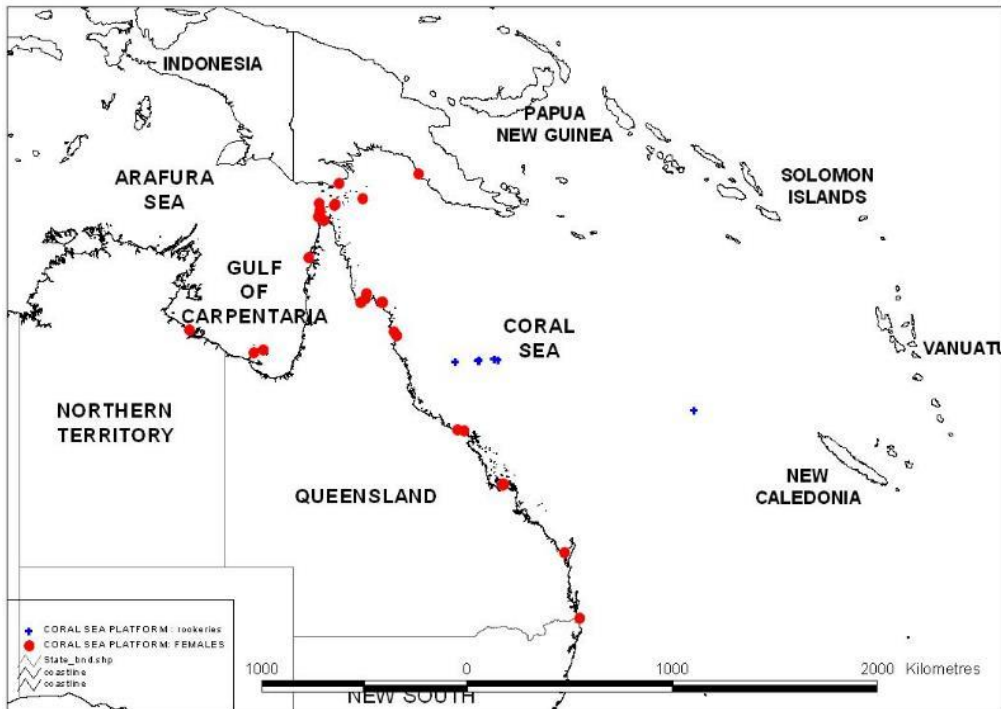 INDONESIA
PAPUA
NEW GUINEA
ARAFURA
SEA
SOLOMON
ISLANDS
GULF
OF
CARPENTARIA
CORAL
SEA
VANUATU
NORTHERN
TERRITORY
QUEENSLAND
NEW
CALEDONIA
CORAL SEA PLATFORM : rookeries
CORAL SEA PLATFORM: FEMALES
State_bnd.shp
coastline
coastline
1000 0 1000 2000 Kilometres
NEW SOUTH